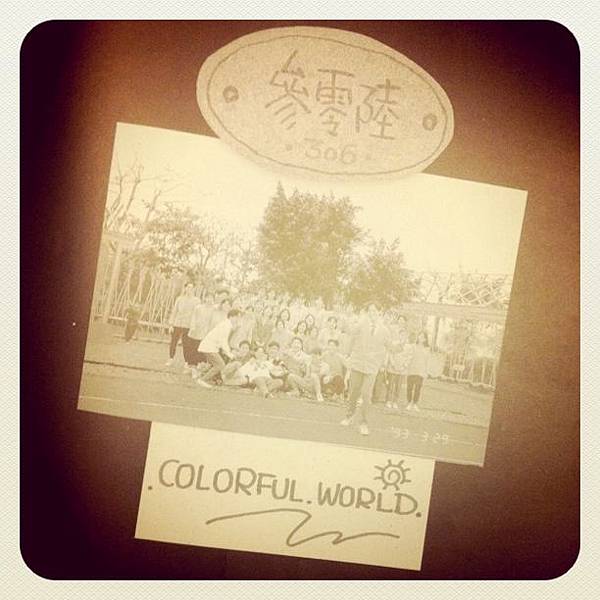 參零陸
· 306 ·
'93 3 29
.COLORFUL.WORLD.